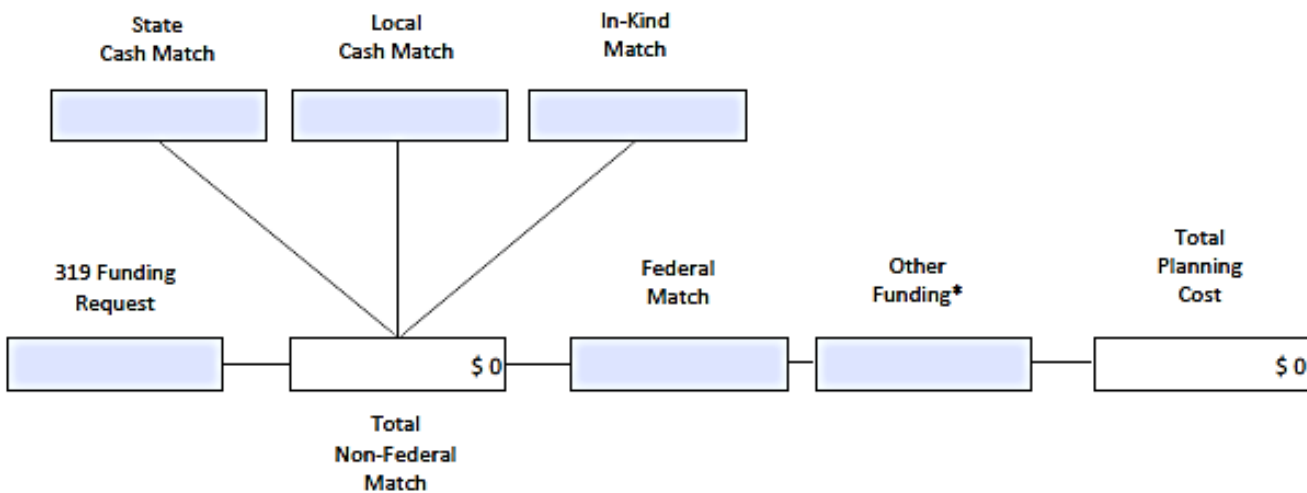 State
Cash Match
Local
Cash Match
In-Kind
Match
319 Funding
Request
Federal
Match
Other
Funding*
Total
Planning
Cost
$ 0
$ 0
Total
Non-Federal
Match